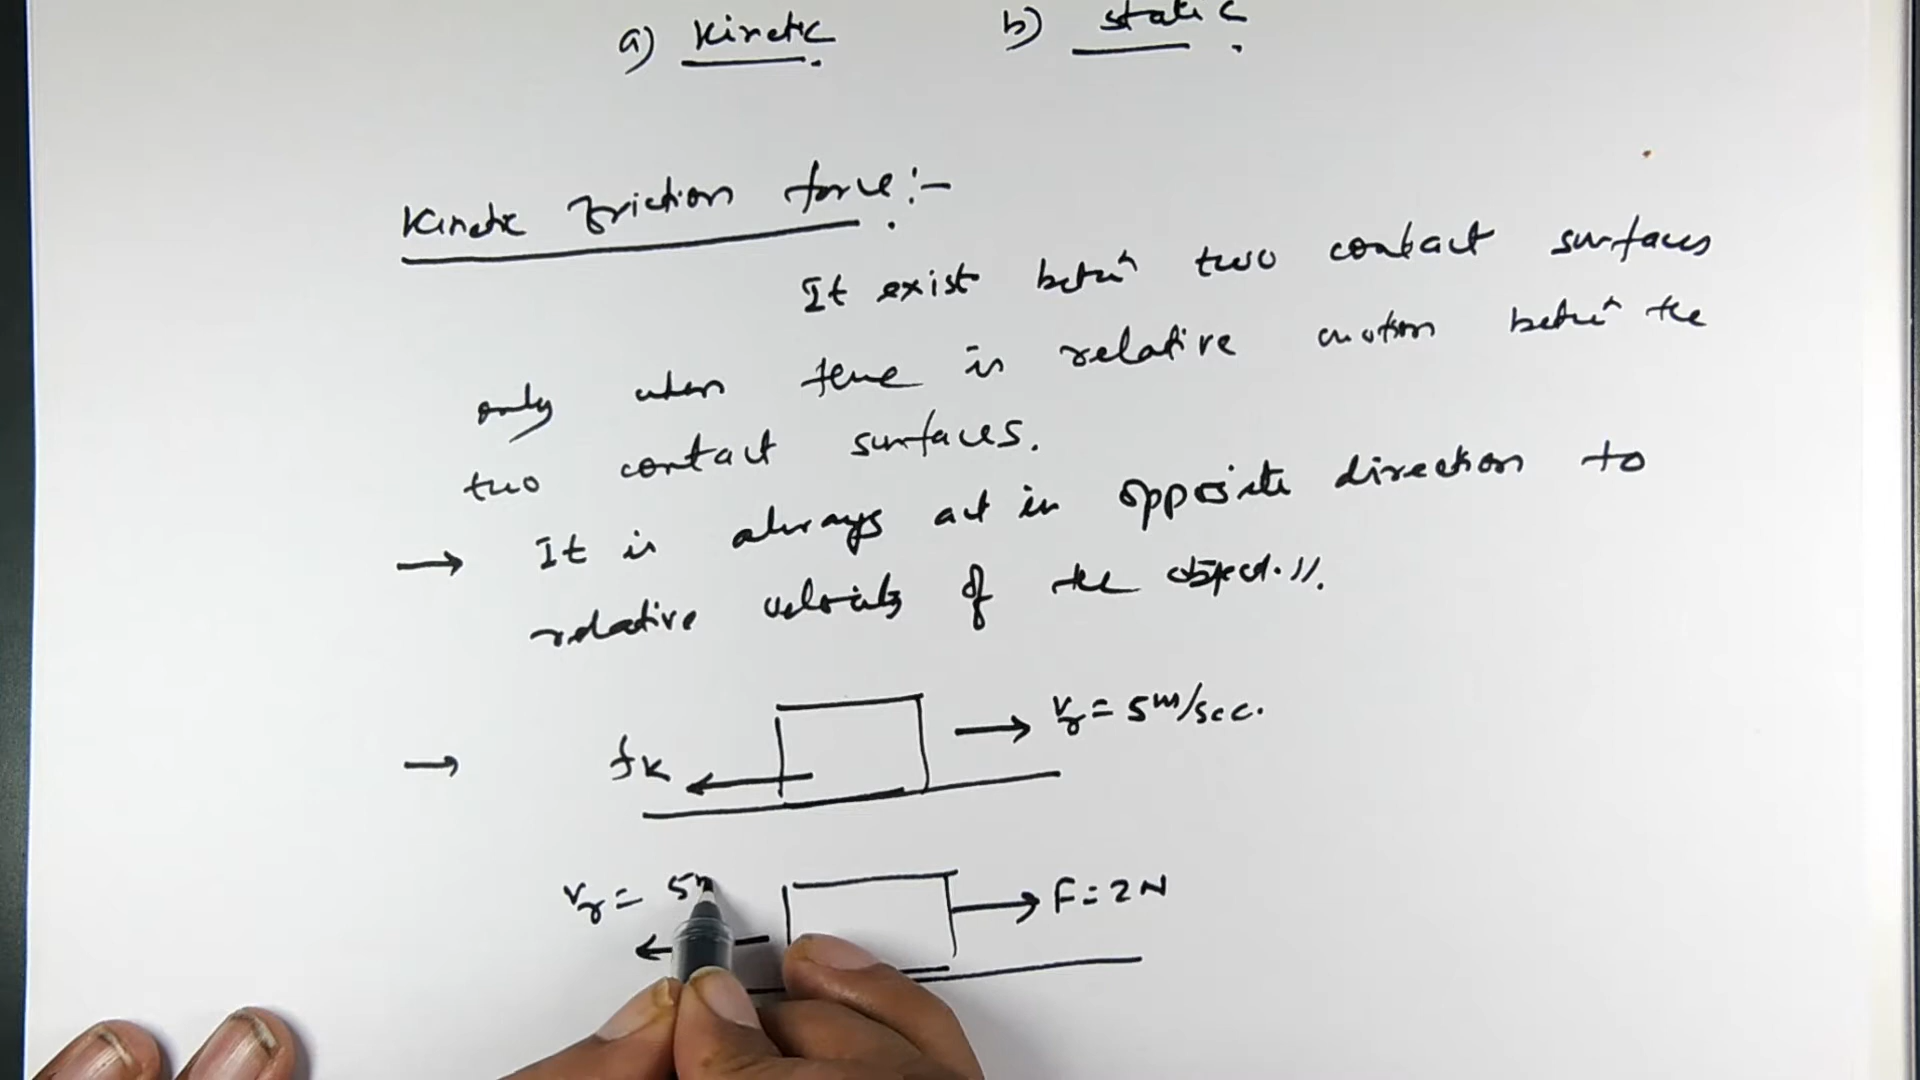 a) Kinetic b) static
Kinetic Friction force:-
It exist betwⁿ two contact surfaces
only when there is relative motion betwⁿ the
two contact surfaces.
→ It is always act in opposite direction to
relative velocity of the object.
→ fk → vr = 5 m/sec.
vr = 5m → F = 2N